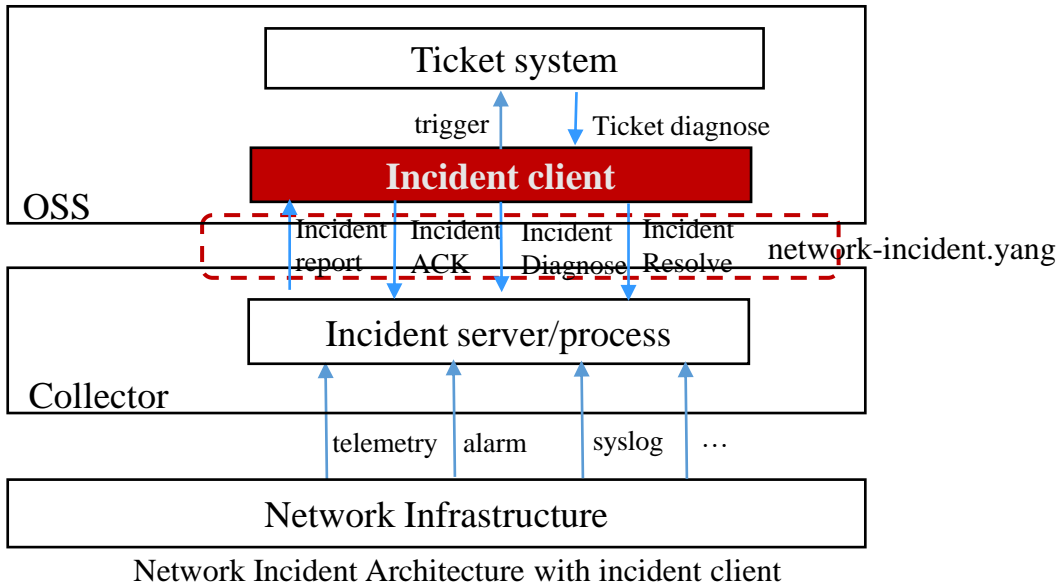 Ticket system
trigger
Ticket diagnose
Incident client
OSS
Incident
report
Incident
ACK
Incident
Diagnose
Incident
Resolve
network-incident.yang
Incident server/process
Collector
telemetry
alarm
syslog
…
Network Infrastructure
Network Incident Architecture with incident client